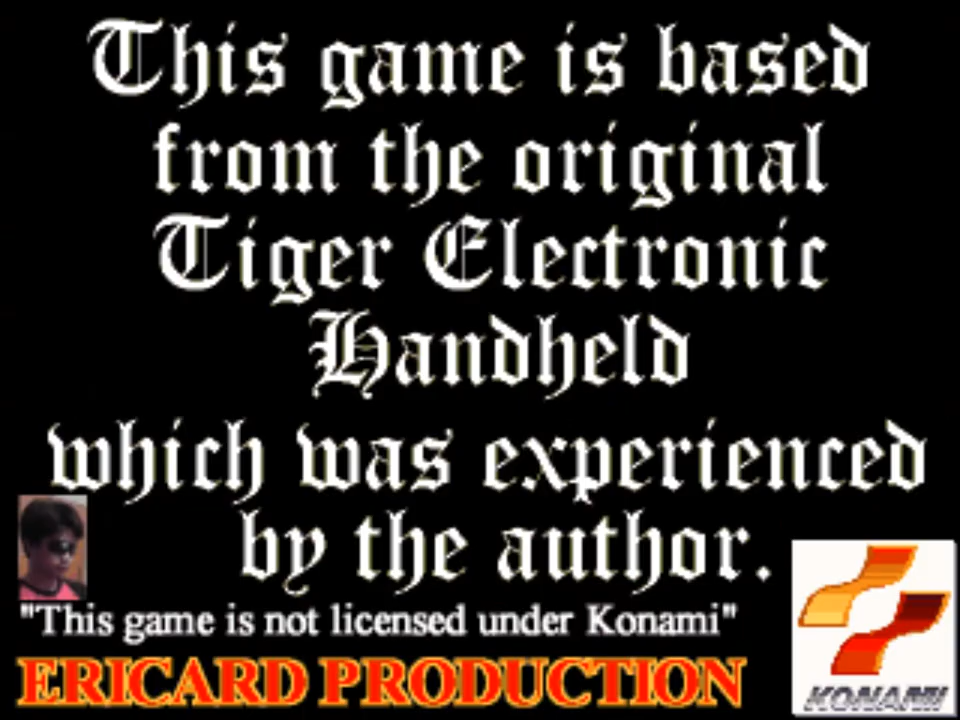 This game is based
from the original
Tiger Electronic
Handheld
which was experienced
by the author.
"This game is not licensed under Konami"
ERICARD PRODUCTION
KONAMI